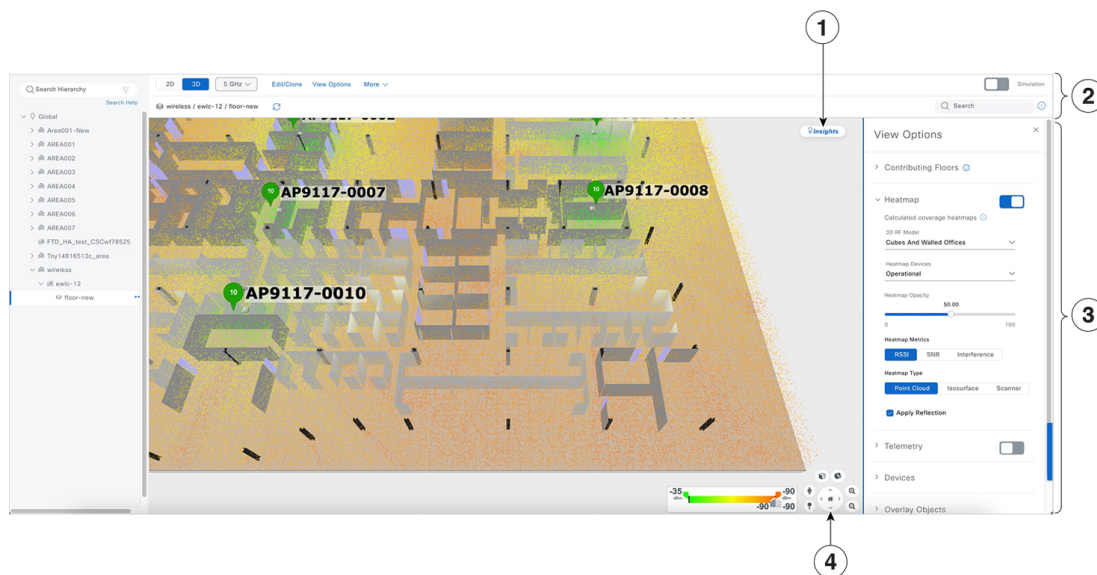 1
Search Hierarchy
Search Help
Global
Area001-New
AREA001
AREA002
AREA003
AREA004
AREA005
AREA006
AREA007
FTD_HA_test_CSCwf78525
Tny14816513c_area
wireless
ewlc-12
floor-new
2D 3D 5 GHz Edit/Clone View Options More Simulation
2
wireless / ewlc-12 / floor-new Search
Insights
10 AP9117-0007
10 AP9117-0008
10 AP9117-0010
-35 dBm -90 dBm
-90 -90
View Options
Contributing Floors
Heatmap
Calculated coverage heatmaps
3D RF Model
Cubes And Walled Offices
Heatmap Devices
Operational
Heatmap Opacity
50.00
0 100
3
Heatmap Metrics
RSSI SNR Interference
Heatmap Type
Point Cloud Isosurface Scanner
Apply Reflection
Telemetry
Devices
Overlay Objects
4